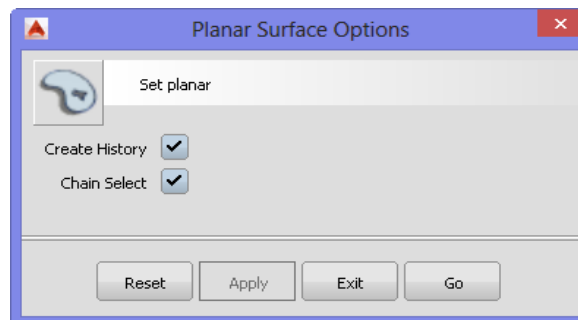 Planar Surface Options
Set planar
Create History
Chain Select
Reset Apply Exit Go